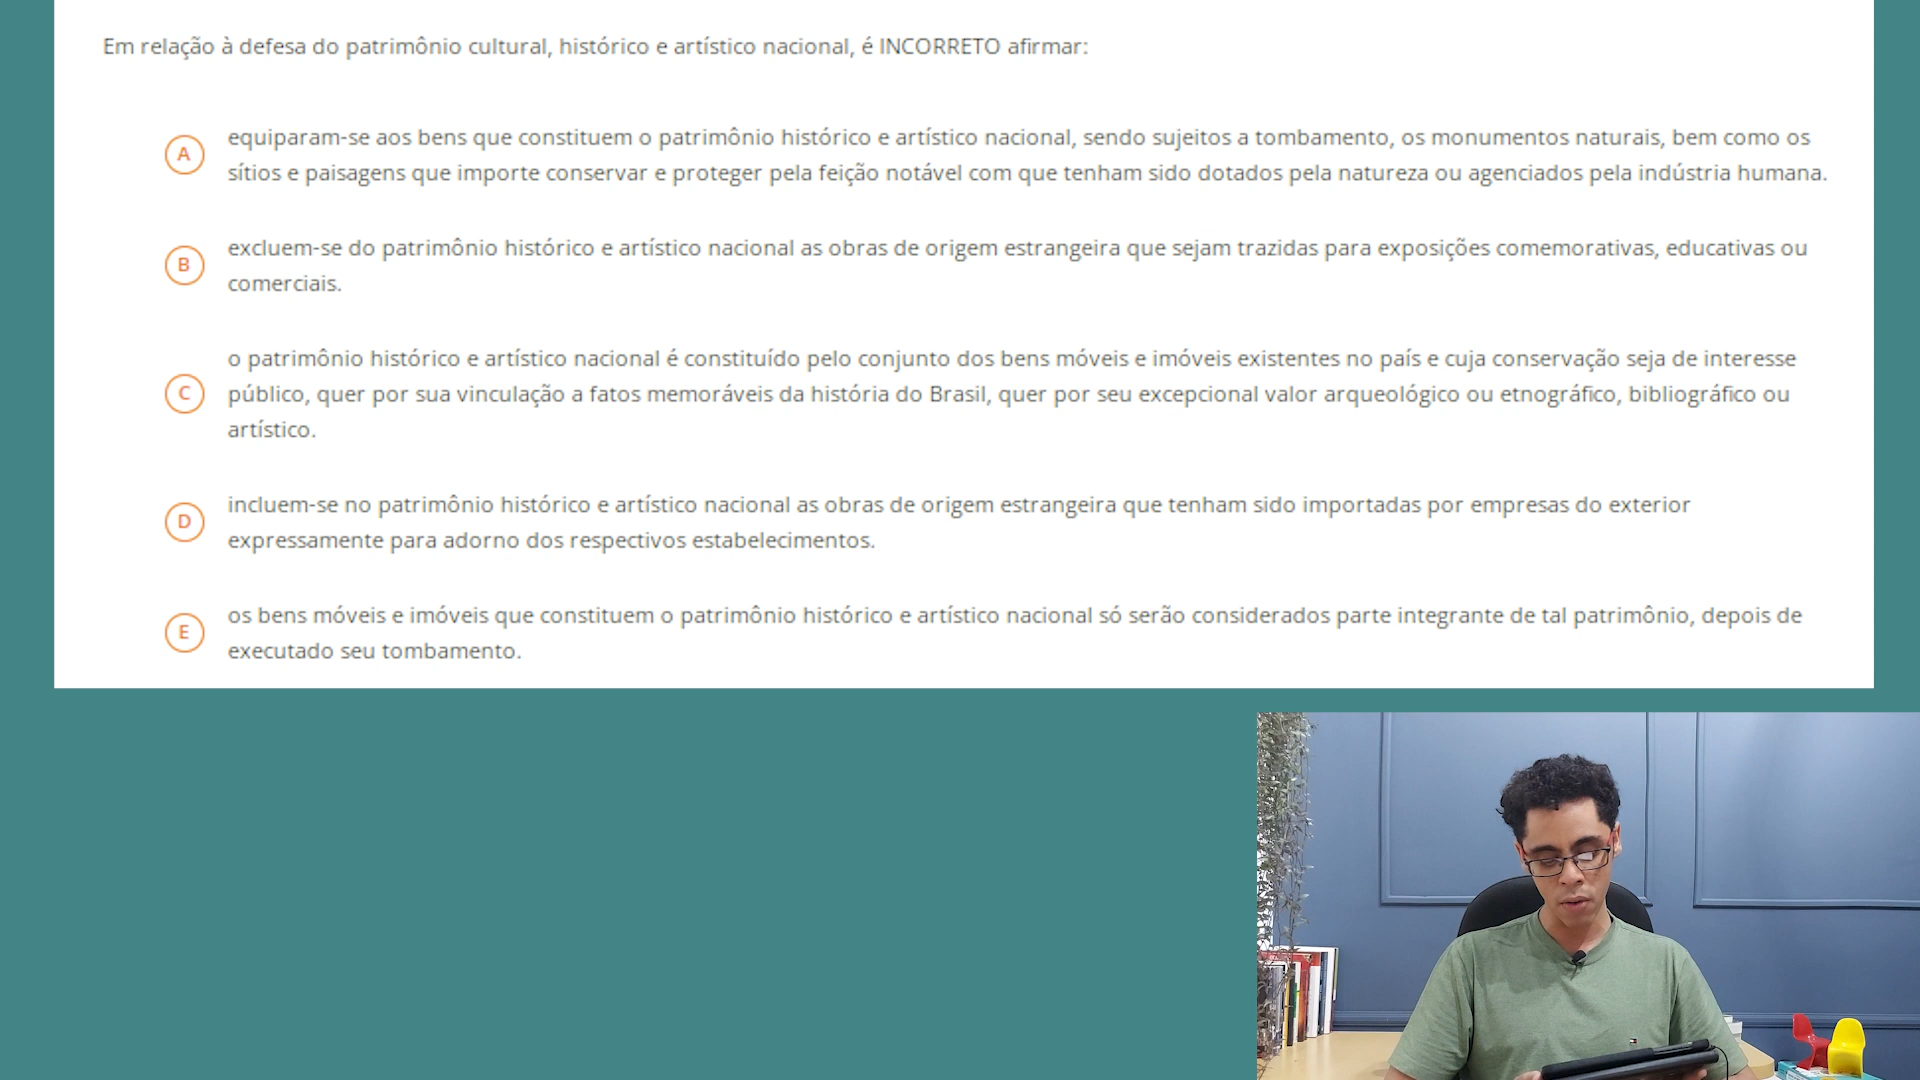 Em relação à defesa do patrimônio cultural, histórico e artístico nacional, é INCORRETO afirmar:
A
equiparam-se aos bens que constituem o patrimônio histórico e artístico nacional, sendo sujeitos a tombamento, os monumentos naturais, bem como os
sítios e paisagens que importe conservar e proteger pela feição notável com que tenham sido dotados pela natureza ou agenciados pela indústria humana.
B
excluem-se do patrimônio histórico e artístico nacional as obras de origem estrangeira que sejam trazidas para exposições comemorativas, educativas ou
comerciais.
C
o patrimônio histórico e artístico nacional é constituído pelo conjunto dos bens móveis e imóveis existentes no país e cuja conservação seja de interesse
público, quer por sua vinculação a fatos memoráveis da história do Brasil, quer por seu excepcional valor arqueológico ou etnográfico, bibliográfico ou
artístico.
D
incluem-se no patrimônio histórico e artístico nacional as obras de origem estrangeira que tenham sido importadas por empresas do exterior
expressamente para adorno dos respectivos estabelecimentos.
E
os bens móveis e imóveis que constituem o patrimônio histórico e artístico nacional só serão considerados parte integrante de tal patrimônio, depois de
executado seu tombamento.